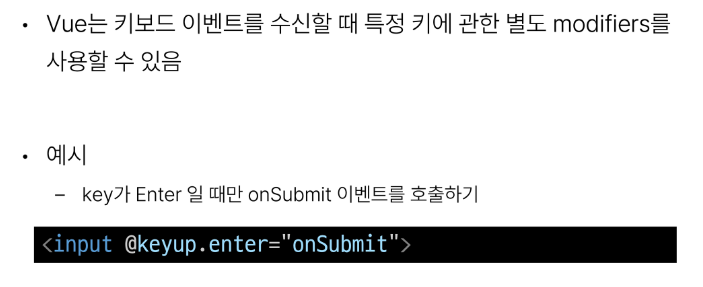 • Vue는 키보드 이벤트를 수신할 때 특정 키에 관한 별도 modifiers를
사용할 수 있음
• 예시
– key가 Enter 일 때만 onSubmit 이벤트를 호출하기
<input @keyup.enter="onSubmit">